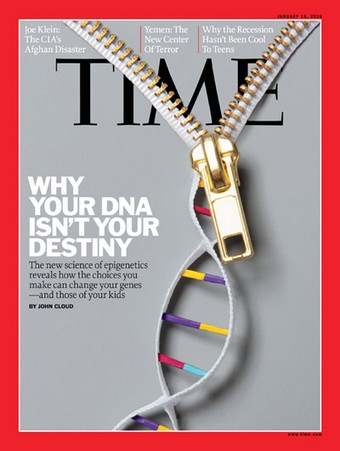 JANUARY 18, 2010
Joe Klein:
The CIA's
Afghan Disaster
Yemen: The
New Center
Of Terror
Why the Recession
Hasn't Been Cool
To Teens
TIME
WHY
YOUR DNA
ISN'T YOUR
DESTINY
The new science of epigenetics
reveals how the choices you
make can change your genes
—and those of your kids
BY JOHN CLOUD
www.time.com